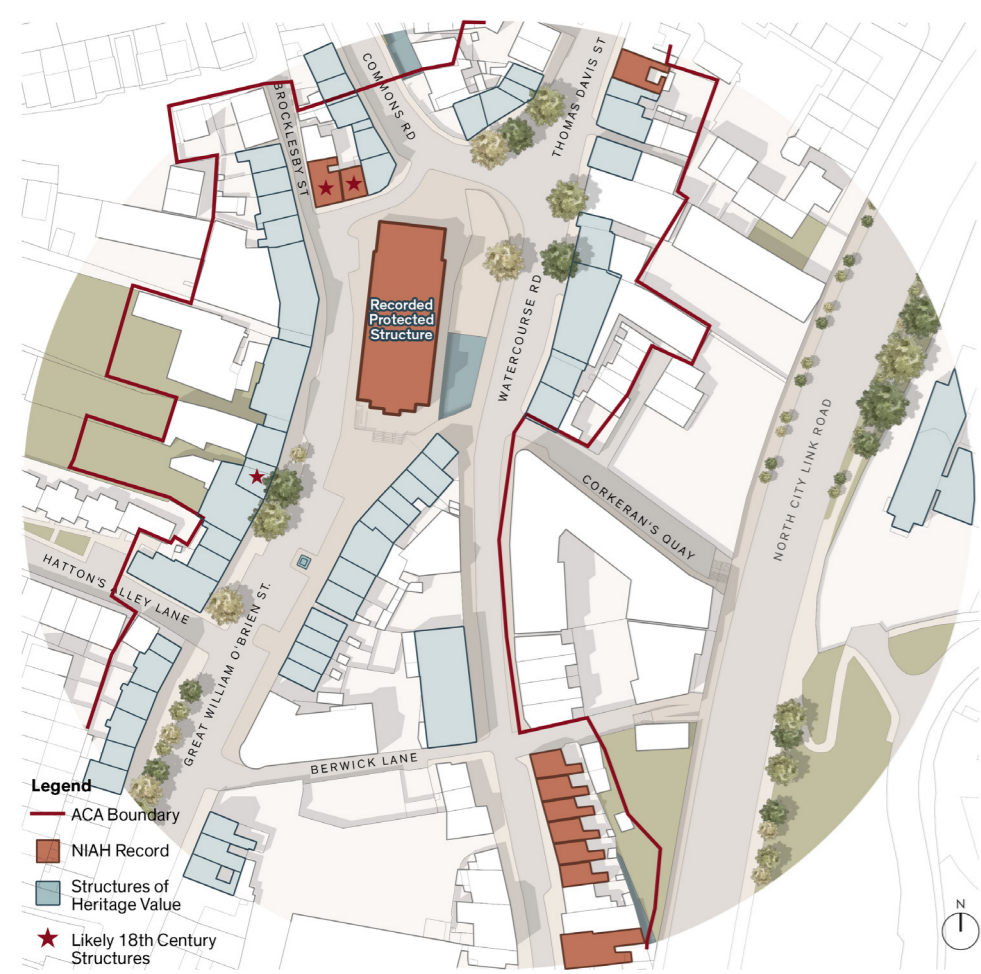 COMMONS RD
THOMAS DAVIS ST
BROCKLESBY ST
Recorded
Protected
Structure
WATERCOURSE RD
NORTH CITY LINK ROAD
CORKERAN'S QUAY
HATTON'S ALLEY LANE
GREAT WILLIAM O'BRIEN ST.
BERWICK LANE
Legend
ACA Boundary
NIAH Record
Structures of
Heritage Value
Likely 18th Century
Structures
N